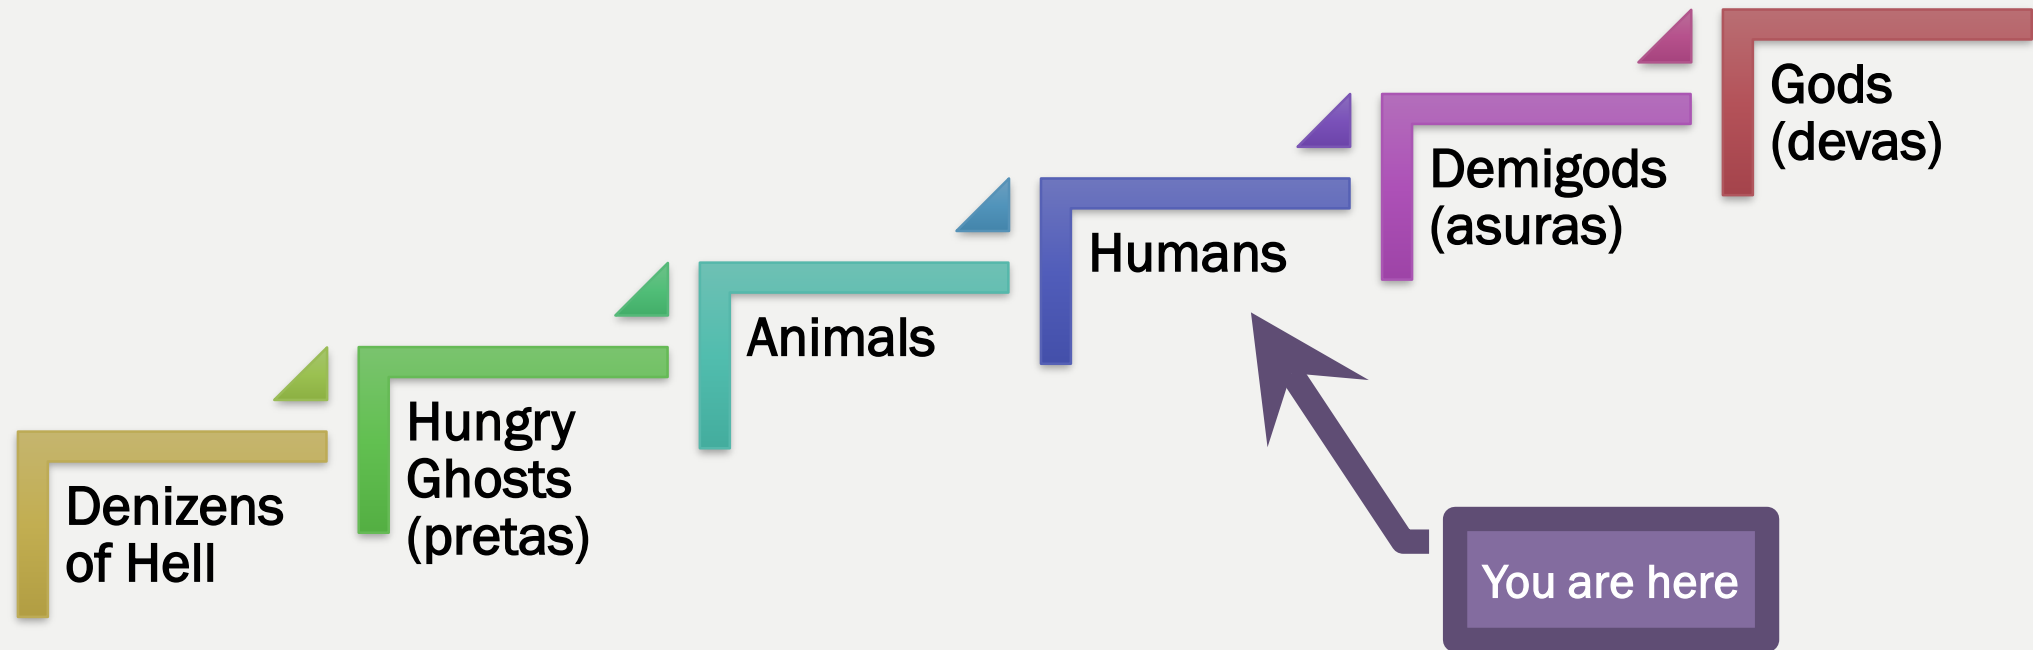 Denizens
of Hell
Hungry
Ghosts
(pretas)
Animals
Humans
Demigods
(asuras)
Gods
(devas)
You are here